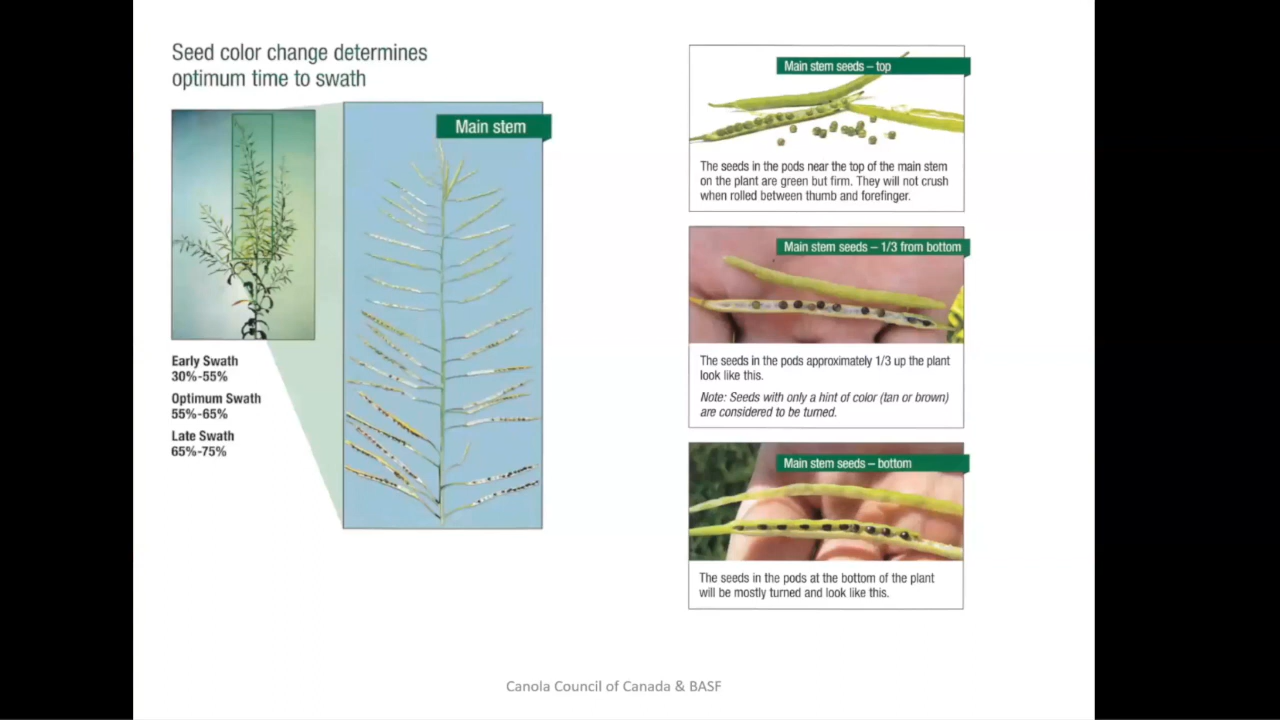 Seed color change determines
optimum time to swath
Main stem
Early Swath
30%-55%
Optimum Swath
55%-65%
Late Swath
65%-75%
Main stem seeds – top
The seeds in the pods near the top of the main stem
on the plant are green but firm. They will not crush
when rolled between thumb and forefinger.
Main stem seeds – 1/3 from bottom
The seeds in the pods approximately 1/3 up the plant
look like this.
Note: Seeds with only a hint of color (tan or brown)
are considered to be turned.
Main stem seeds – bottom
The seeds in the pods at the bottom of the plant
will be mostly turned and look like this.
Canola Council of Canada & BASF